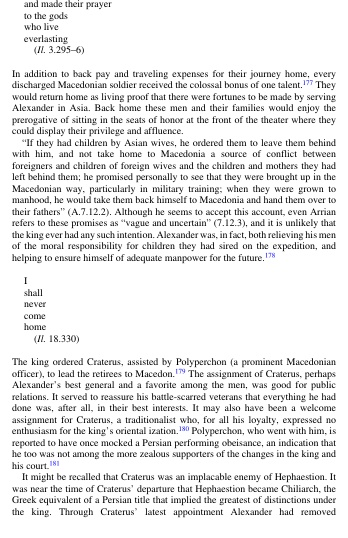 and made their prayer
to the gods
who live
everlasting
(Il. 3.295–6)
In addition to back pay and traveling expenses for their journey home, every
discharged Macedonian soldier received the colossal bonus of one talent.177 They
would return home as living proof that there were fortunes to be made by serving
Alexander in Asia. Back home these men and their families would enjoy the
prerogative of sitting in the seats of honor at the front of the theater where they
could display their privilege and affluence.
“If they had children by Asian wives, he ordered them to leave them behind
with him, and not take home to Macedonia a source of conflict between
foreigners and children of foreign wives and the children and mothers they had
left behind them; he promised personally to see that they were brought up in the
Macedonian way, particularly in military training; when they were grown to
manhood, he would take them back himself to Macedonia and hand them over to
their fathers” (A.7.12.2). Although he seems to accept this account, even Arrian
refers to these promises as “vague and uncertain” (7.12.3), and it is unlikely that
the king ever had any such intention. Alexander was, in fact, both relieving his men
of the moral responsibility for children they had sired on the expedition, and
helping to ensure himself of adequate manpower for the future.178
I
shall
never
come
home
(Il. 18.330)
The king ordered Craterus, assisted by Polyperchon (a prominent Macedonian
officer), to lead the retirees to Macedon.179 The assignment of Craterus, perhaps
Alexander’s best general and a favorite among the men, was good for public
relations. It served to reassure his battle-scarred veterans that everything he had
done was, after all, in their best interests. It may also have been a welcome
assignment for Craterus, a traditionalist who, for all his loyalty, expressed no
enthusiasm for the king’s oriental ization.180 Polyperchon, who went with him, is
reported to have once mocked a Persian performing obeisance, an indication that
he too was not among the more zealous supporters of the changes in the king and
his court.181
It might be recalled that Craterus was an implacable enemy of Hephaestion. It
was near the time of Craterus’ departure that Hephaestion became Chiliarch, the
Greek equivalent of a Persian title that implied the greatest of distinctions under
the king. Through Craterus’ latest appointment Alexander had removed